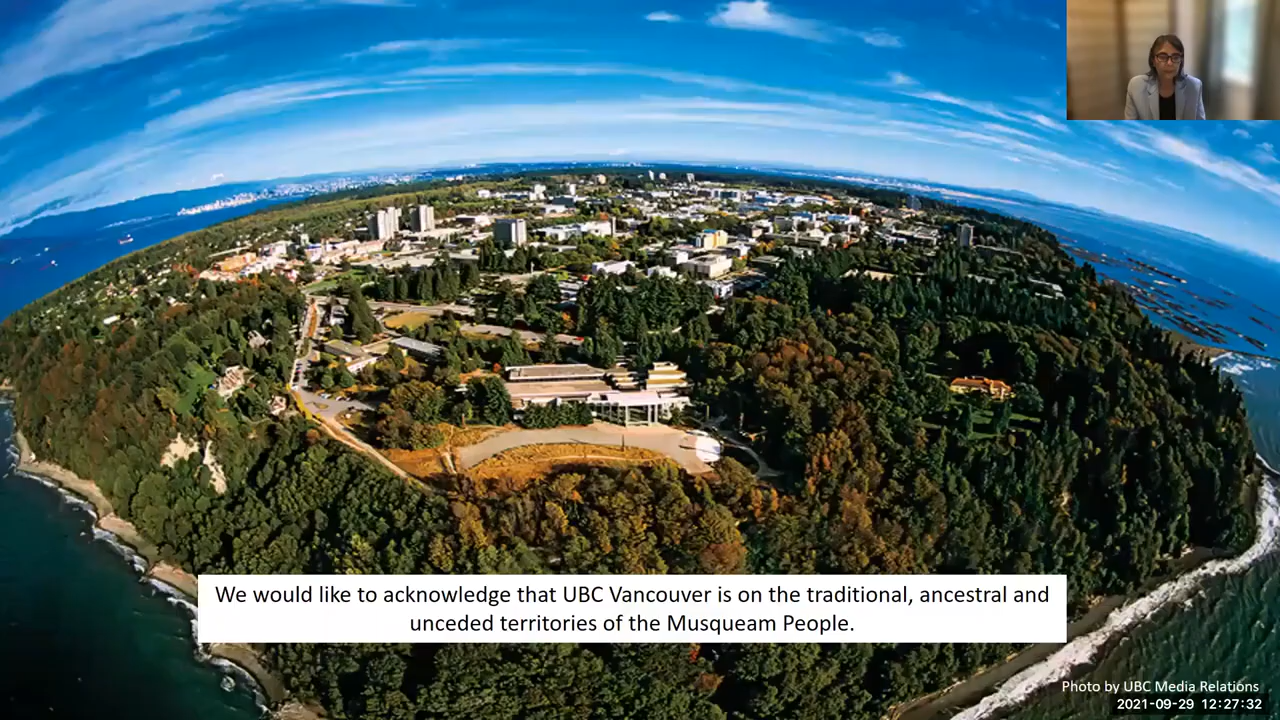 We would like to acknowledge that UBC Vancouver is on the traditional, ancestral and
unceded territories of the Musqueam People.
Photo by UBC Media Relations
2021-09-29 12:27:32